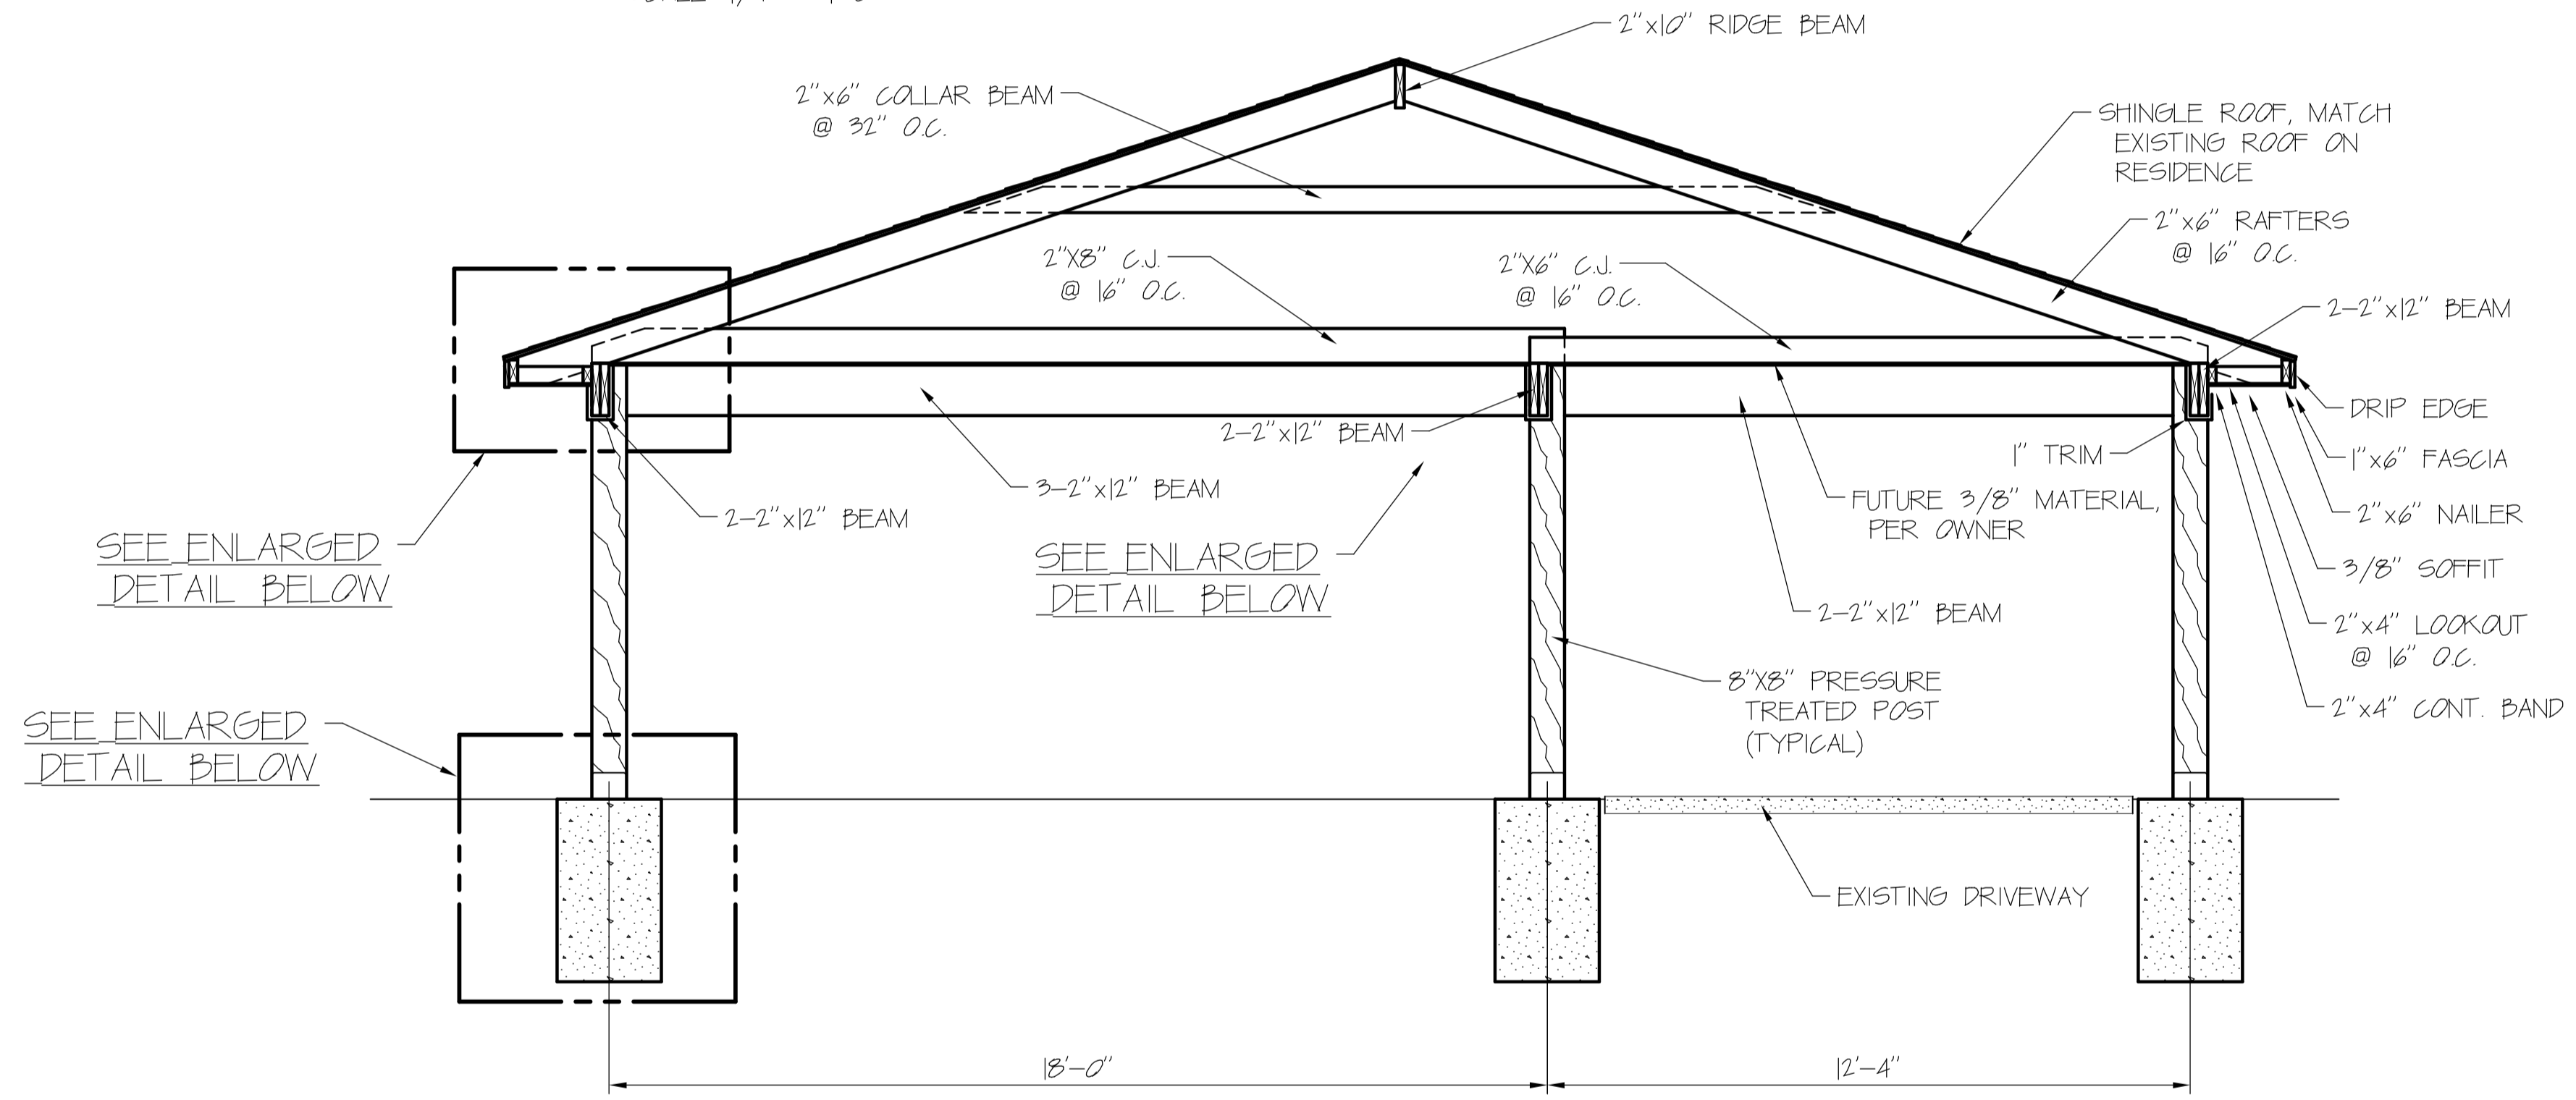 2"x10" RIDGE BEAM
2"x6" COLLAR BEAM
@ 32" O.C.
SHINGLE ROOF, MATCH
EXISTING ROOF ON
RESIDENCE
2"x6" RAFTERS
@ 16" O.C.
2"X8" C.J.
@ 16" O.C.
2"X6" C.J.
@ 16" O.C.
2-2"x12" BEAM
DRIP EDGE
2-2"x12" BEAM
1" TRIM
1"x6" FASCIA
3-2"x12" BEAM
FUTURE 3/8" MATERIAL,
PER OWNER
2"x6" NAILER
2-2"x12" BEAM
SEE ENLARGED
DETAIL BELOW
SEE ENLARGED
DETAIL BELOW
3/8" SOFFIT
2-2"x12" BEAM
2"x4" LOOKOUT
@ 16" O.C.
8"X8" PRESSURE
TREATED POST
(TYPICAL)
2"x4" CONT. BAND
SEE ENLARGED
DETAIL BELOW
EXISTING DRIVEWAY
18'-0"
12'-4"